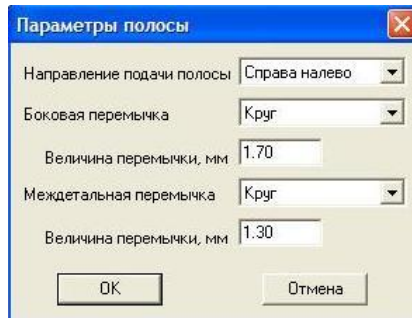 Параметры полосы
Направление подачи полосы Справа налево
Боковая перемычка Круг
Величина перемычки, мм 1.70
Междетальная перемычка Круг
Величина перемычки, мм 1.30
OK Отмена